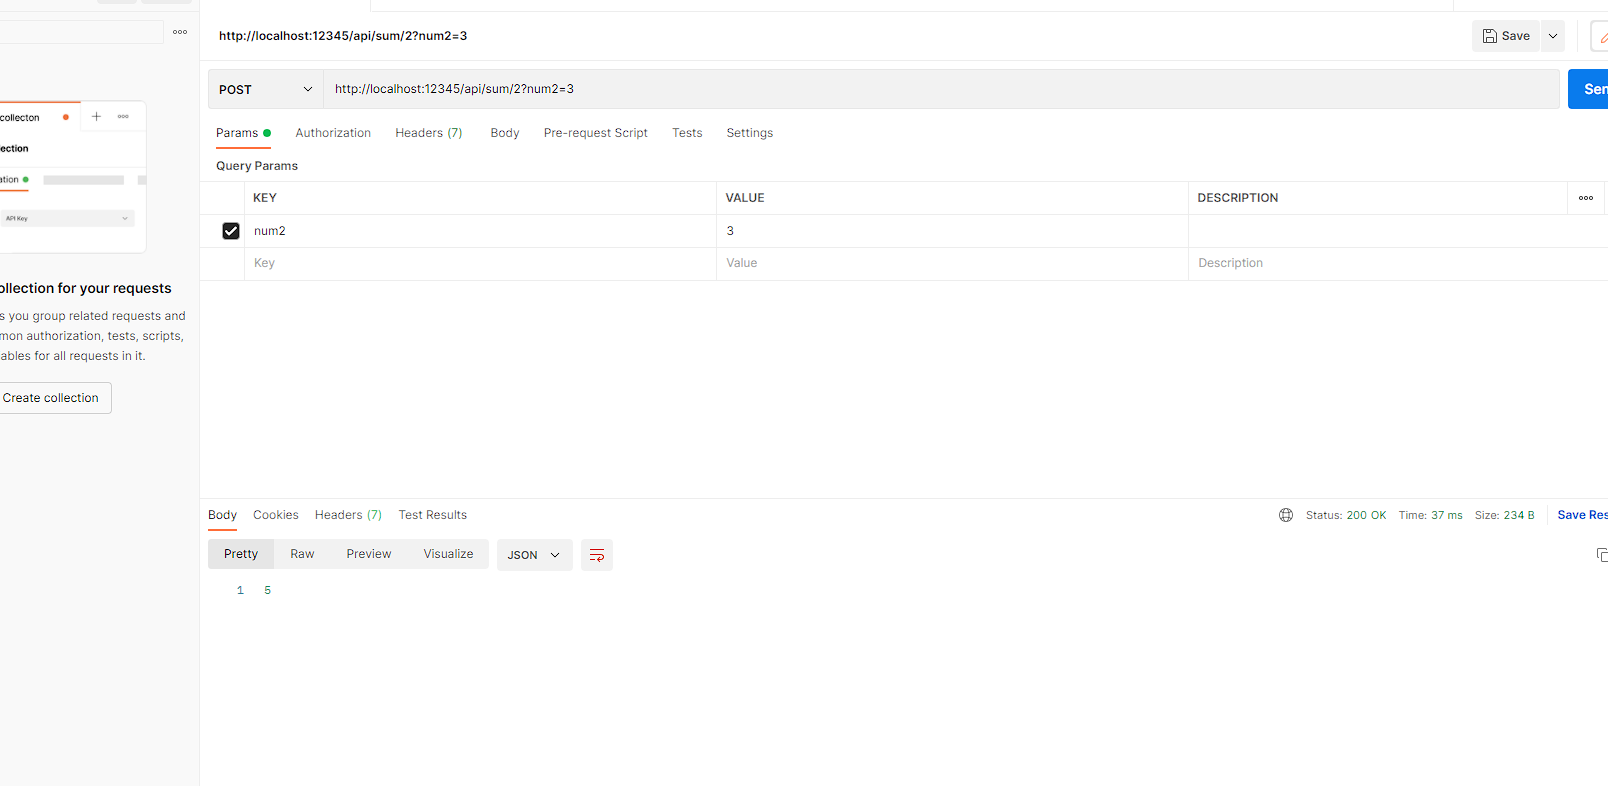 http://localhost:12345/api/sum/2?num2=3
Save
POST
http://localhost:12345/api/sum/2?num2=3
Params
Authorization
Headers (7)
Body
Pre-request Script
Tests
Settings
Query Params
KEY
VALUE
DESCRIPTION
num2
3
Key
Value
Description
collecton
ection
ation
API Key
ollection for your requests
s you group related requests and
mon authorization, tests, scripts,
ables for all requests in it.
Create collection
Body
Cookies
Headers (7)
Test Results
Status: 200 OK
Time: 37 ms
Size: 234 B
Save Res
Pretty
Raw
Preview
Visualize
JSON
1 5
Sen